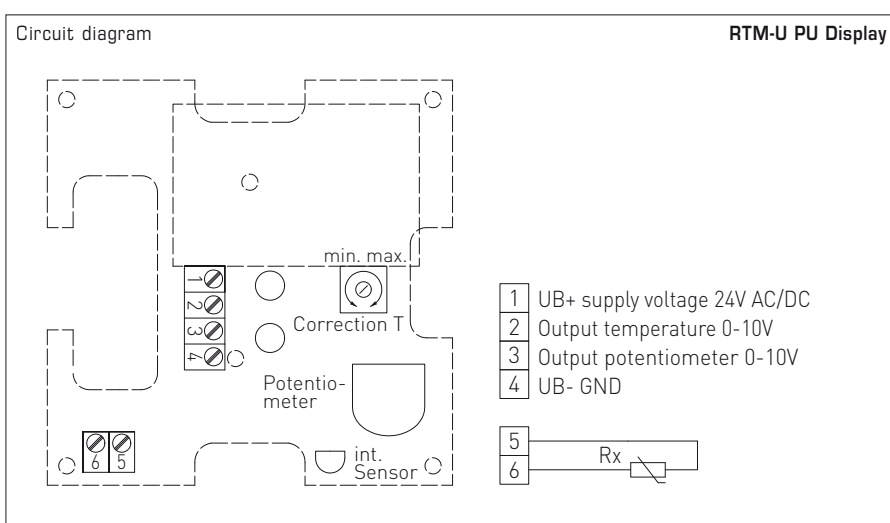 Circuit diagram
RTM-U PU Display
min. max.
Correction T
1
2
3
4
Potentio-
meter
int.
Sensor
6 5
1 UB+ supply voltage 24V AC/DC
2 Output temperature 0-10V
3 Output potentiometer 0-10V
4 UB- GND
5
Rx
6